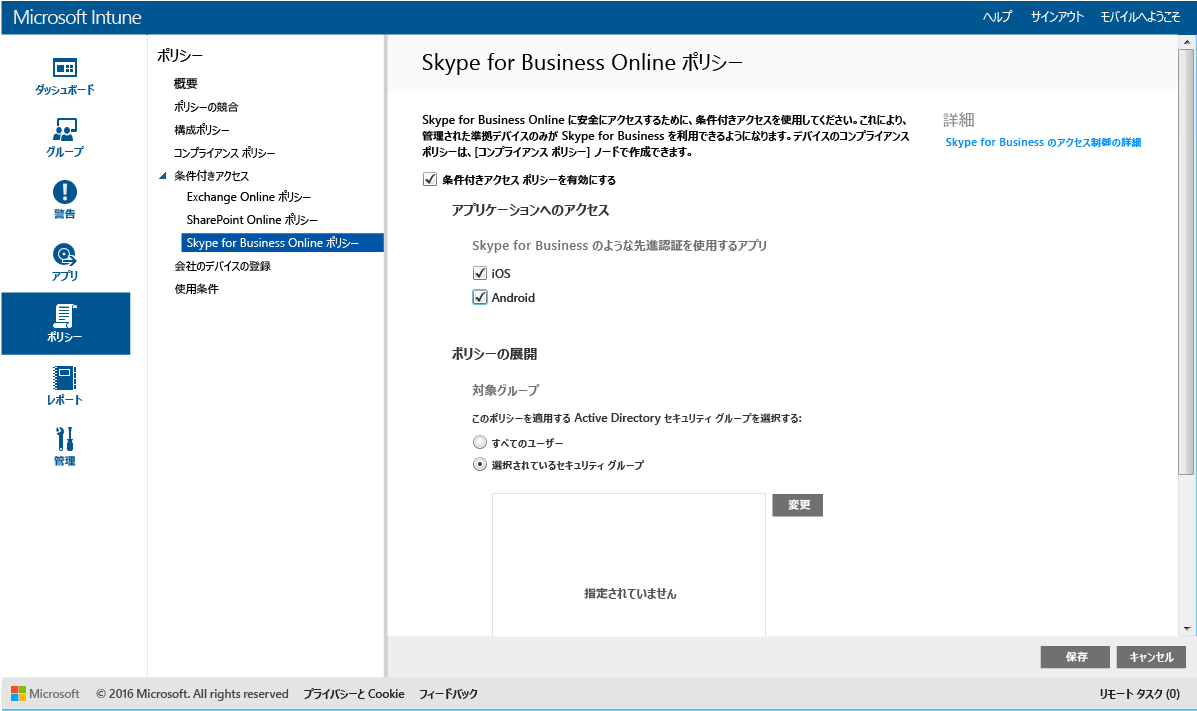 Microsoft Intune
ヘルプ サインアウト モバイルへようこそ
ダッシュボード
グループ
警告
アプリ
ポリシー
レポート
管理
ポリシー
概要
ポリシーの競合
構成ポリシー
コンプライアンス ポリシー
条件付きアクセス
Exchange Online ポリシー
SharePoint Online ポリシー
Skype for Business Online ポリシー
会社のデバイスの登録
使用条件
Skype for Business Online ポリシー
Skype for Business Online に安全にアクセスするために、条件付きアクセスを使用してください。これにより、
管理された準拠デバイスのみが Skype for Business を利用できるようになります。デバイスのコンプライアンス
ポリシーは、[コンプライアンス ポリシー] ノードで作成できます。
詳細
Skype for Business のアクセス制御の詳細
条件付きアクセス ポリシーを有効にする
アプリケーションへのアクセス
Skype for Business のような先進認証を使用するアプリ
iOS
Android
ポリシーの展開
対象グループ
このポリシーを適用する Active Directory セキュリティ グループを選択する:
すべてのユーザー
選択されているセキュリティ グループ
変更
指定されていません
保存 キャンセル
Microsoft © 2016 Microsoft. All rights reserved プライバシーと Cookie フィードバック リモート タスク (0)